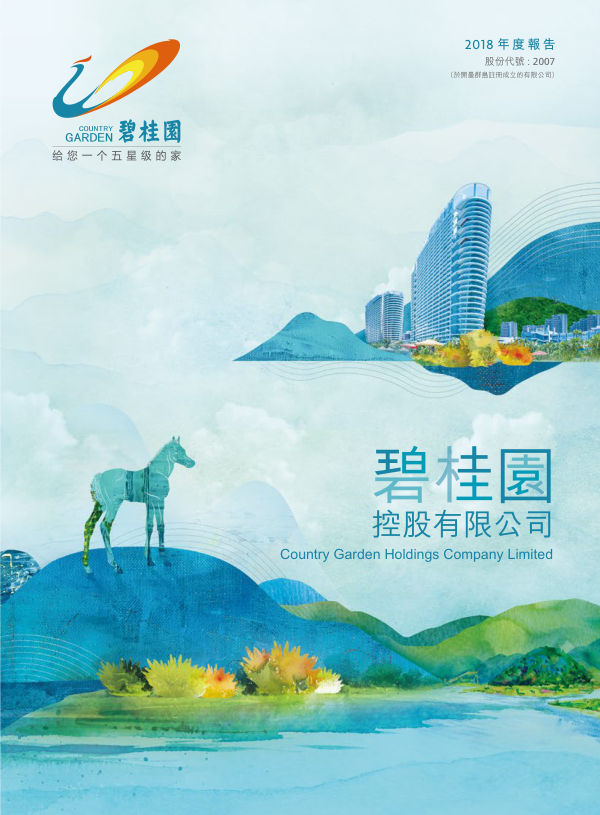 2018 年度報告
股份代號 : 2007
(於開曼群島註冊成立的有限公司)
COUNTRY
GARDEN 碧桂園
给您一个五星级的家
碧桂園
控股有限公司
Country Garden Holdings Company Limited